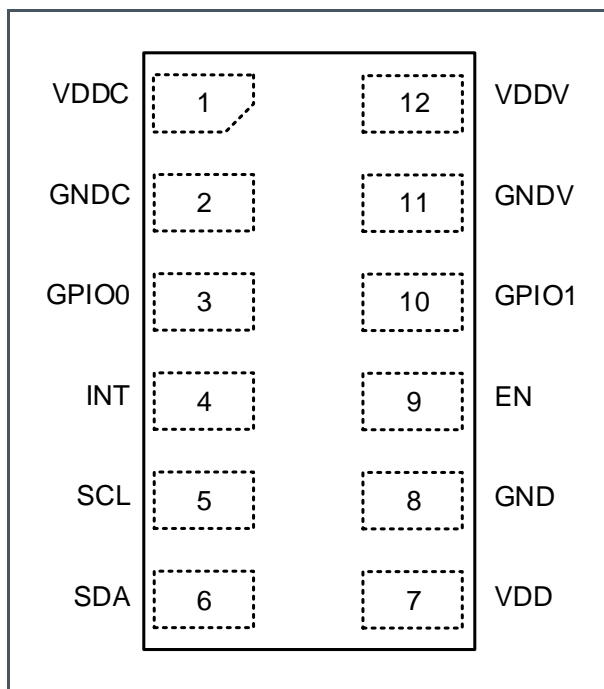 VDDC 1 12 VDDV
GNDC 2 11 GNDV
GPIO0 3 10 GPIO1
INT 4 9 EN
SCL 5 8 GND
SDA 6 7 VDD